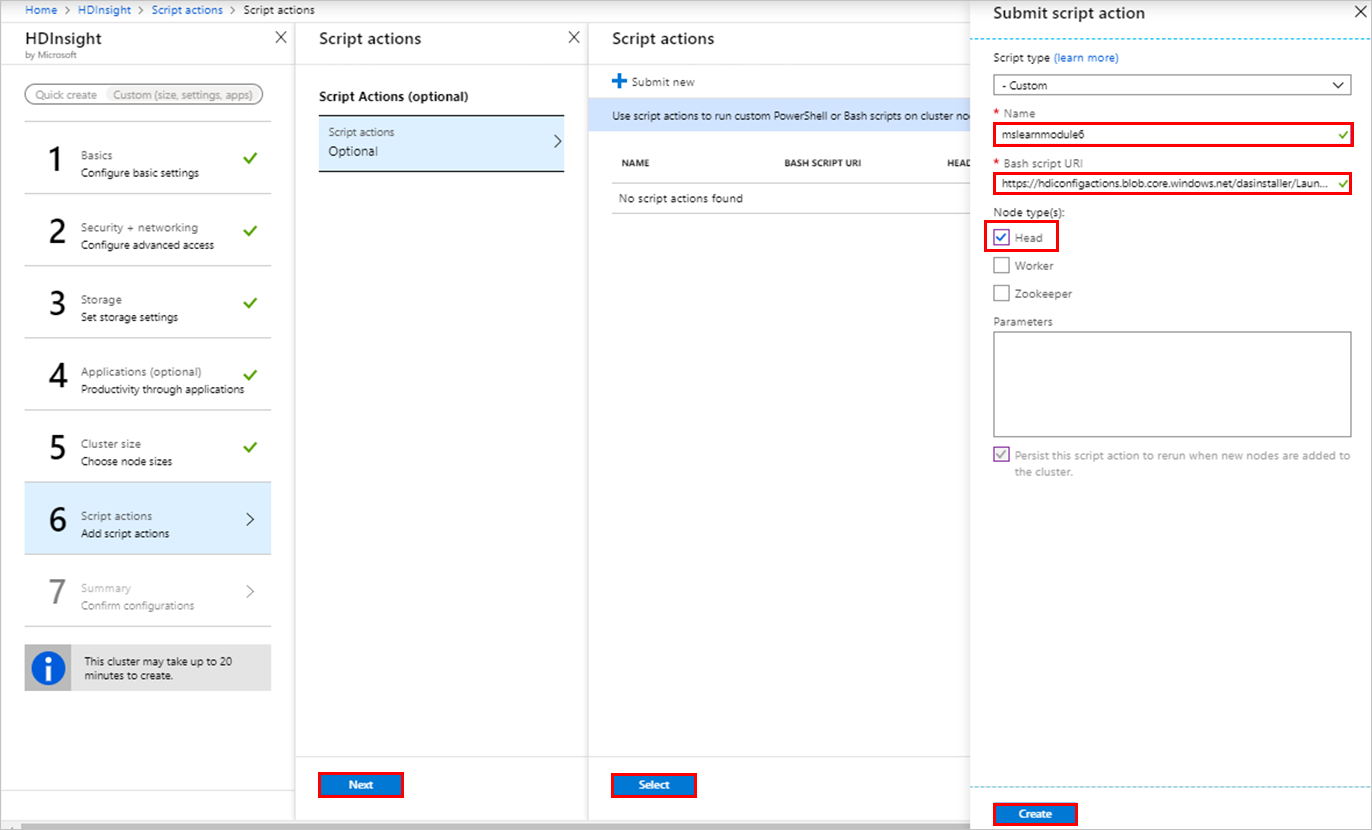 Home > HDInsight > Script actions > Script actions
HDInsight
by Microsoft
Quick create Custom (size, settings, apps)
1 Basics
Configure basic settings
2 Security + networking
Configure advanced access
3 Storage
Set storage settings
4 Applications (optional)
Productivity through applications
5 Cluster size
Choose node sizes
6 Script actions
Add script actions
7 Summary
Confirm configurations
This cluster may take up to 20
minutes to create.
Script actions
Script Actions (optional)
Script actions
Optional
Next
Script actions
Submit new
Use script actions to run custom PowerShell or Bash scripts on cluster no
NAME BASH SCRIPT URI HEAD
No script actions found
Select
Submit script action
Script type (learn more)
- Custom
* Name
mslearnmodule6
* Bash script URI
https://hdiconfigactions.blob.core.windows.net/dasinstaller/Laun...
Node type(s):
Head
Worker
Zookeeper
Parameters
Persist this script action to rerun when new nodes are added to
the cluster.
Create